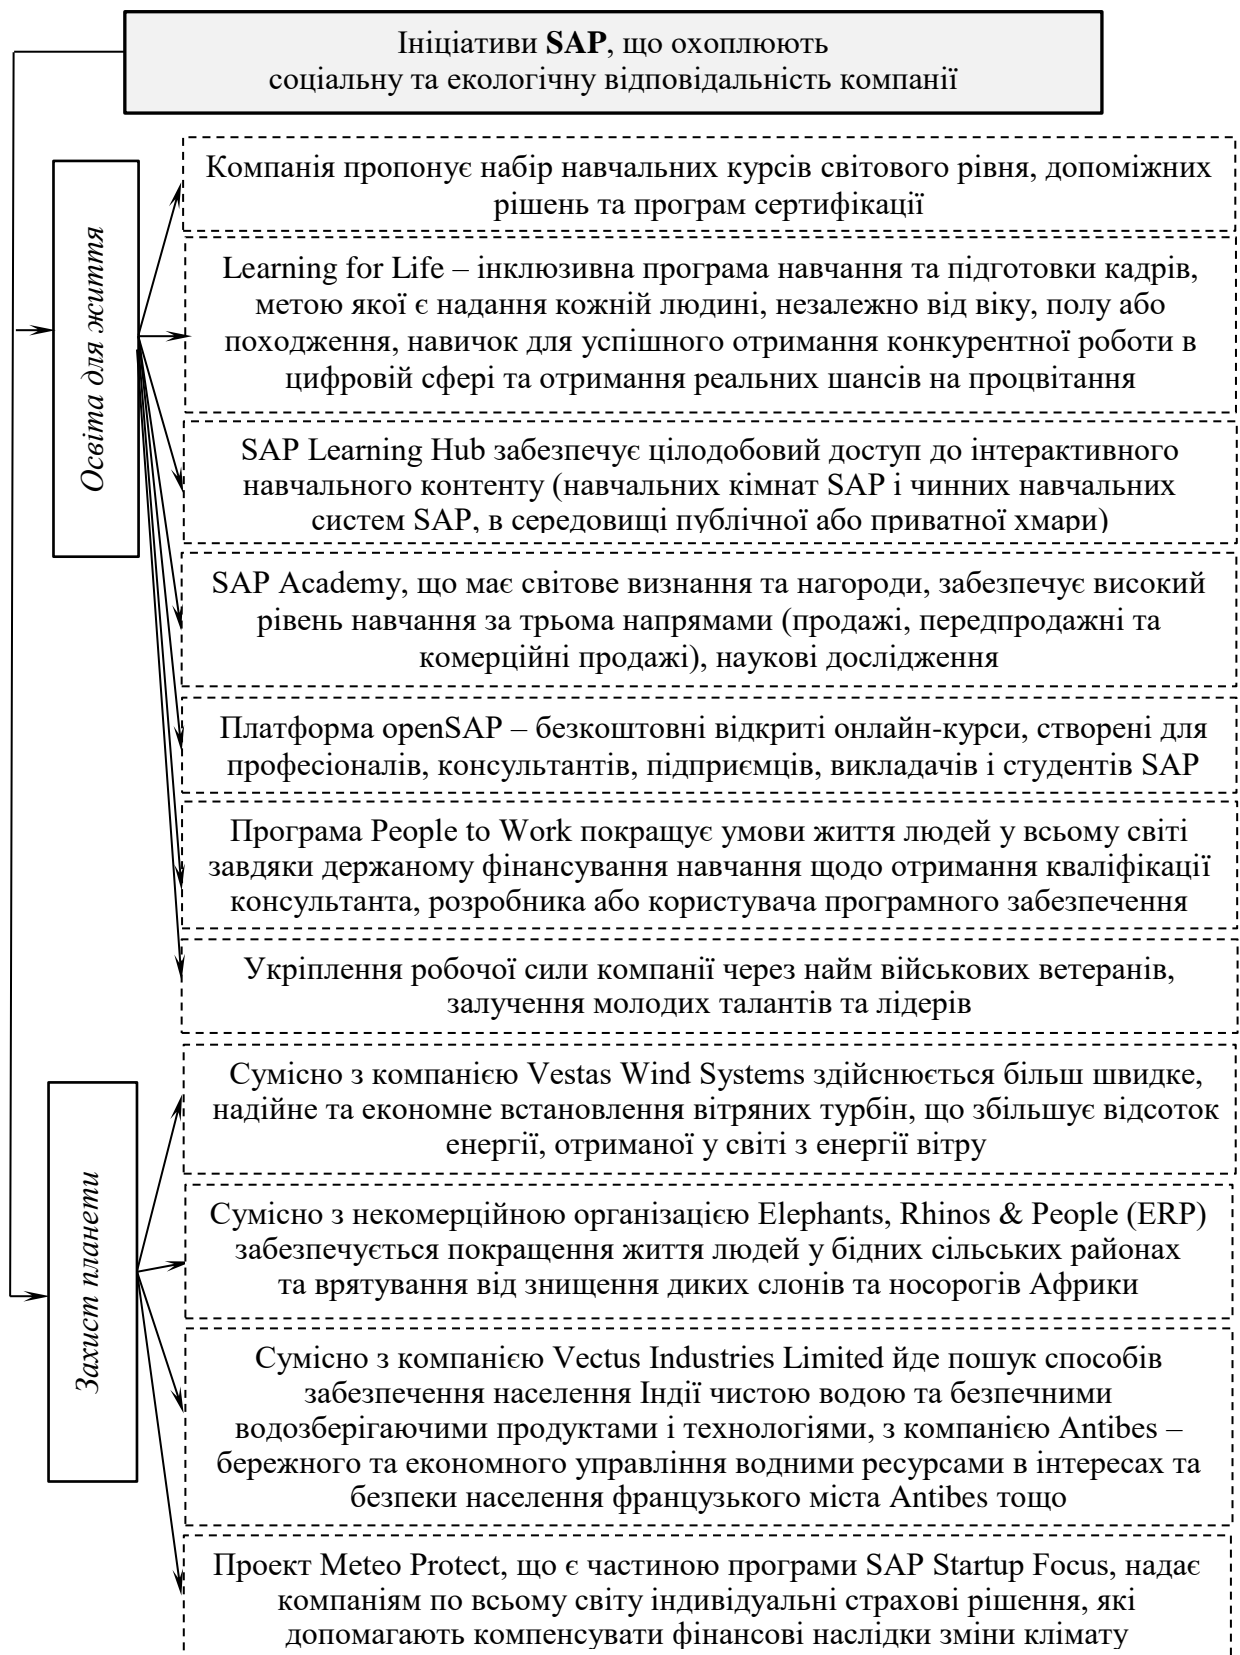 Ініціативи SAP, що охоплюють
соціальну та екологічну відповідальність компанії
Освіта для життя
Компанія пропонує набір навчальних курсів світового рівня, допоміжних
рішень та програм сертифікації
Learning for Life – інклюзивна програма навчання та підготовки кадрів,
метою якої є надання кожній людині, незалежно від віку, полу або
походження, навичок для успішного отримання конкурентної роботи в
цифровій сфері та отримання реальних шансів на процвітання
SAP Learning Hub забезпечує цілодобовий доступ до інтерактивного
навчального контенту (навчальних кімнат SAP і чинних навчальних
систем SAP, в середовищі публічної або приватної хмари)
SAP Academy, що має світове визнання та нагороди, забезпечує високий
рівень навчання за трьома напрямами (продажі, передпродажні та
комерційні продажі), наукові дослідження
Платформа openSAP – безкоштовні відкриті онлайн-курси, створені для
професіоналів, консультантів, підприємців, викладачів і студентів SAP
Програма People to Work покращує умови життя людей у всьому світі
завдяки держаному фінансування навчання щодо отримання кваліфікації
консультанта, розробника або користувача програмного забезпечення
Укріплення робочої сили компанії через найм військових ветеранів,
залучення молодих талантів та лідерів
Захист планети
Сумісно з компанією Vestas Wind Systems здійснюється більш швидке,
надійне та економне встановлення вітряних турбін, що збільшує відсоток
енергії, отриманої у світі з енергії вітру
Сумісно з некомерційною організацією Elephants, Rhinos & People (ERP)
забезпечується покращення життя людей у бідних сільських районах
та врятування від знищення диких слонів та носорогів Африки
Сумісно з компанією Vectus Industries Limited йде пошук способів
забезпечення населення Індії чистою водою та безпечними
водозберігаючими продуктами і технологіями, з компанією Antibes –
бережного та економного управління водними ресурсами в інтересах та
безпеки населення французького міста Antibes тощо
Проект Meteo Protect, що є частиною програми SAP Startup Focus, надає
компаніям по всьому світу індивідуальні страхові рішення, які
допомагають компенсувати фінансові наслідки зміни клімату